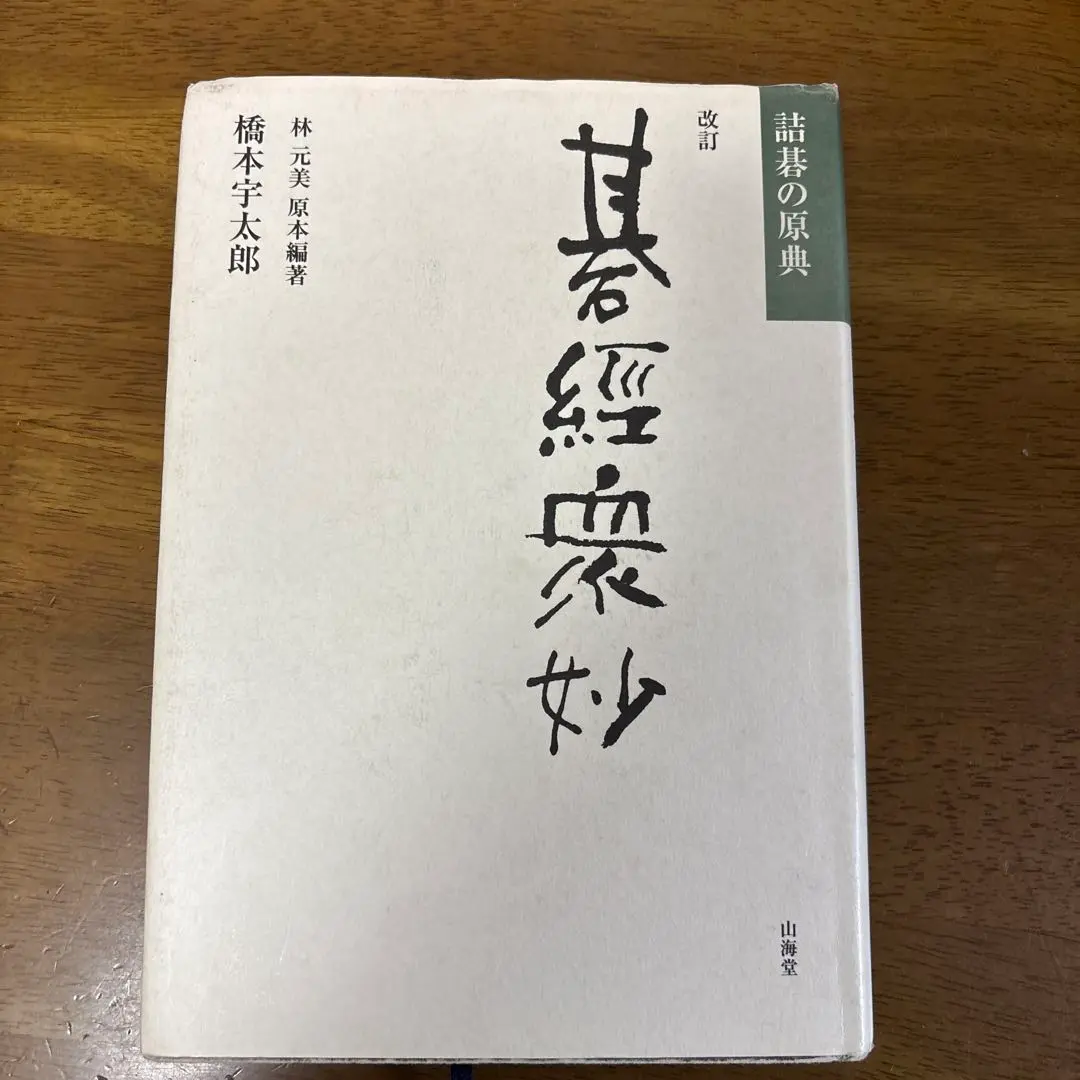 詰碁の原典
改訂
碁經衆妙
林 元美 原本編著
橋本宇太郎
山海堂